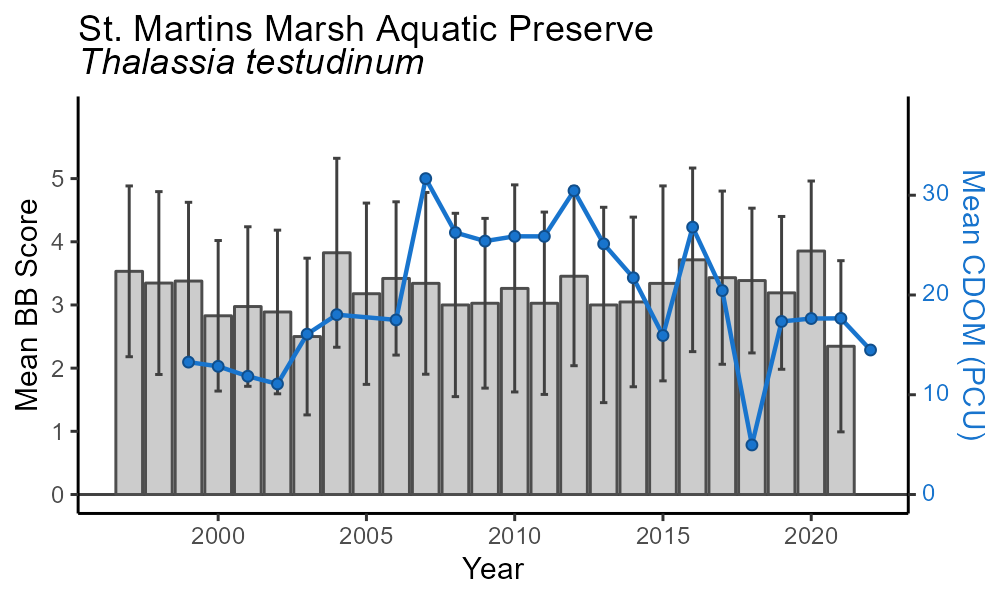 St. Martins Marsh Aquatic Preserve
Thalassia testudinum
Mean BB Score
5
4
3
2
1
0
30
20
10
0
Mean CDOM (PCU)
2000 2005 2010 2015 2020
Year